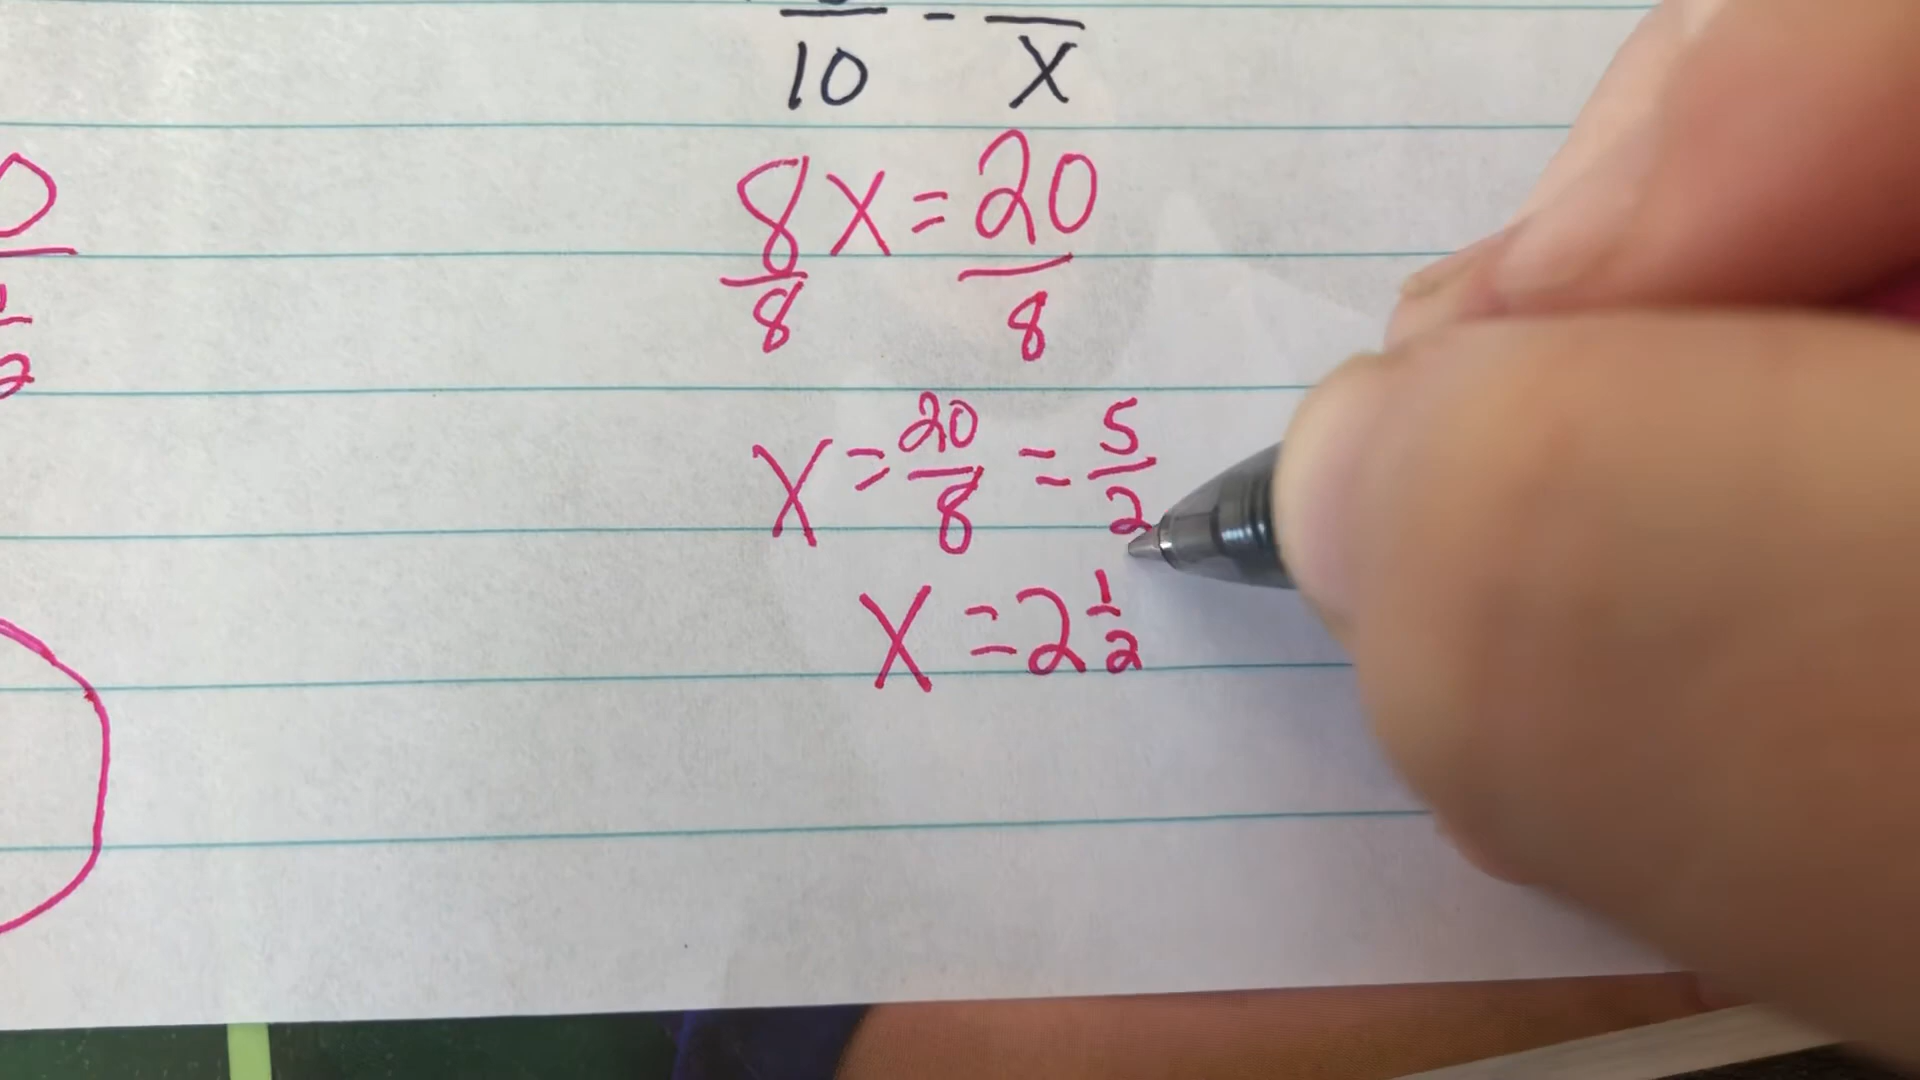 10 - X
8X = 20
8 8
X = 20/8 = 5/2
X = 2 1/2